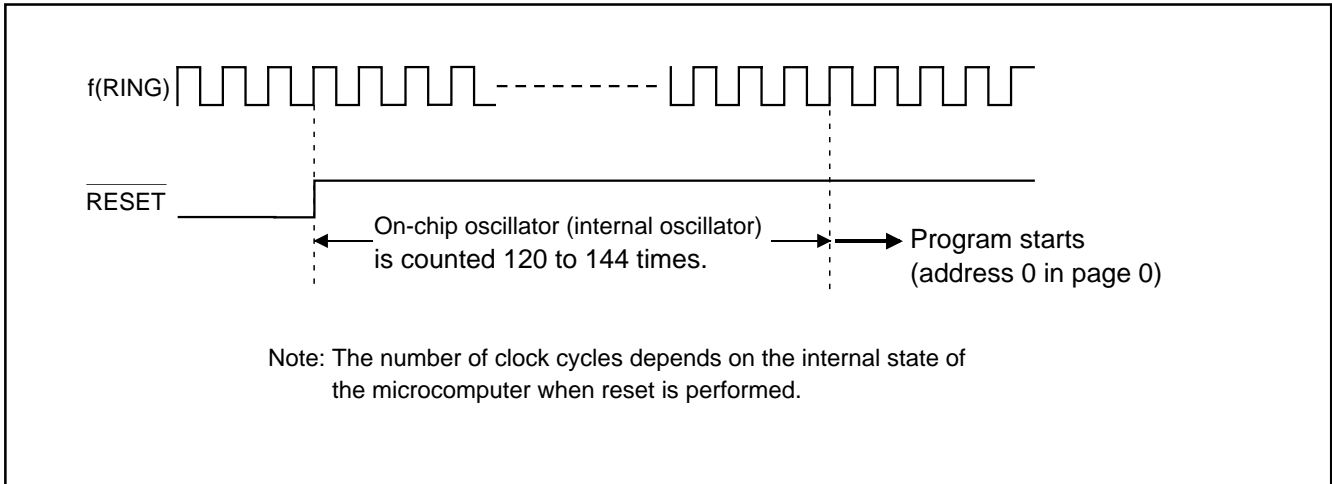 f(RING)
RESET
On-chip oscillator (internal oscillator)
is counted 120 to 144 times.
Program starts
(address 0 in page 0)
Note: The number of clock cycles depends on the internal state of
the microcomputer when reset is performed.